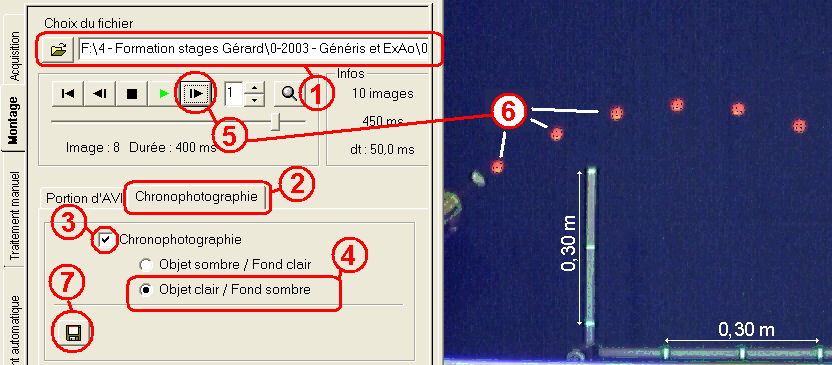 Choix du fichier
F:\4 - Formation stages Gérard\0-2003 - Généris et ExAo\0
1
Infos
1
10 images
450 ms
dt : 50,0 ms
5
6
Image : 8 Durée : 400 ms
Portion d'AVI
Chronophotographie
2
3
Chronophotographie
Objet sombre / Fond clair
4
Objet clair / Fond sombre
7
Acquisition
Montage
Traitement manuel
automatique
0,30 m
0,30 m